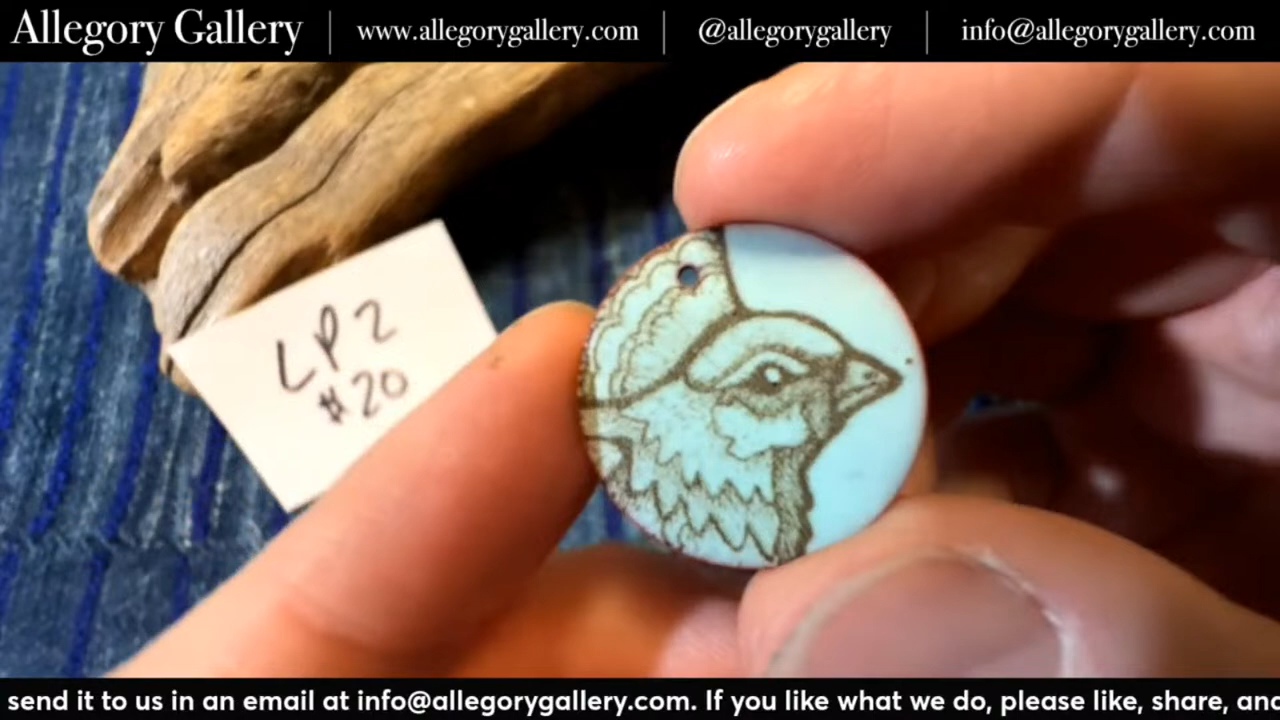 Allegory Gallery | www.allegorygallery.com | @allegorygallery | info@allegorygallery.com
LP2
#20
send it to us in an email at info@allegorygallery.com. If you like what we do, please like, share, and